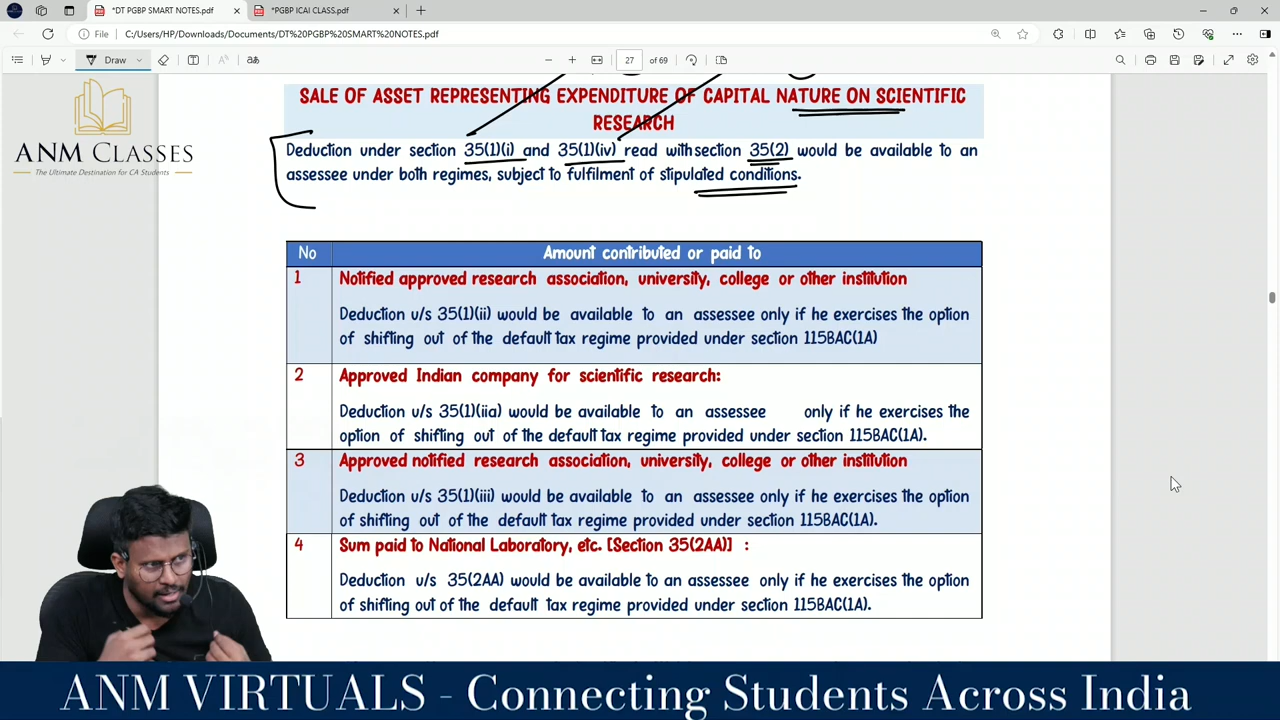 *DT PGBP SMART NOTES.pdf
*PGBP ICAI CLASS.pdf
File
C:/Users/HP/Downloads/Documents/DT%20PGBP%20SMART%20NOTES.pdf
Draw
27 of 69
ANM CLASSES
The Ultimate Destination for CA Students
SALE OF ASSET REPRESENTING EXPENDITURE OF CAPITAL NATURE ON SCIENTIFIC
RESEARCH
Deduction under section 35(1)(i) and 35(1)(iv) read withsection 35(2) would be available to an
assessee under both regimes, subject to fulfilment of stipulated conditions.
No Amount contributed or paid to
1 Notified approved research association, university, college or other institution
Deduction u/s 35(1)(ii) would be available to an assessee only if he exercises the option
of shifting out of the default tax regime provided under section 115BAC(1A)
2 Approved Indian company for scientific research:
Deduction u/s 35(1)(iia) would be available to an assessee only if he exercises the
option of shifting out of the default tax regime provided under section 115BAC(1A).
3 Approved notified research association, university, college or other institution
Deduction u/s 35(1)(iii) would be available to an assessee only if he exercises the option
of shifting out of the default tax regime provided under section 115BAC(1A).
4 Sum paid to National Laboratory, etc. [Section 35(2AA)] :
Deduction u/s 35(2AA) would be available to an assessee only if he exercises the option
of shifting out of the default tax regime provided under section 115BAC(1A).
ANM VIRTUALS - Connecting Students Across India